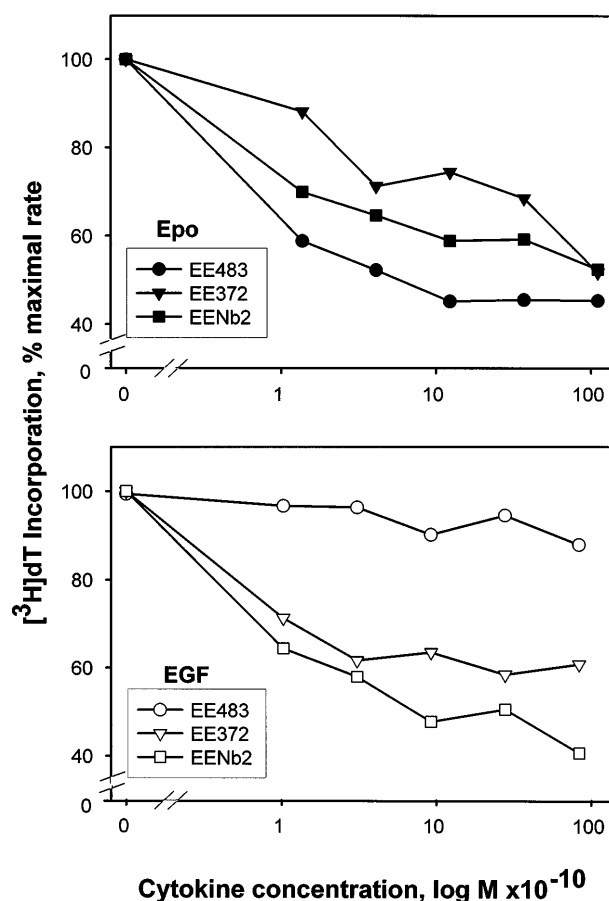 [³H]dT Incorporation, % maximal rate
100
80
60
40
0
Epo
EE483
EE372
EENb2
0
1
10
100
100
80
60
40
0
EGF
EE483
EE372
EENb2
0
1
10
100
Cytokine concentration, log M x10⁻¹⁰